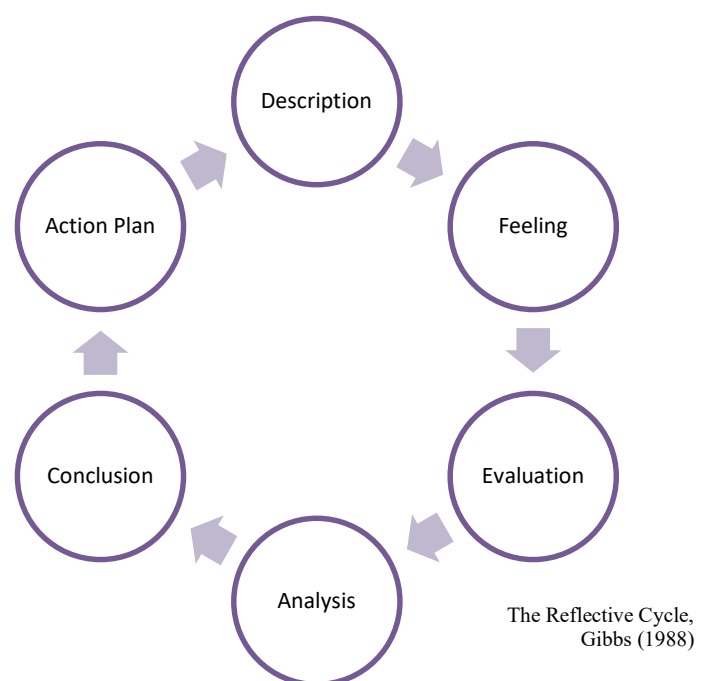 Description
Feeling
Evaluation
Analysis
Conclusion
Action Plan
The Reflective Cycle,
Gibbs (1988)